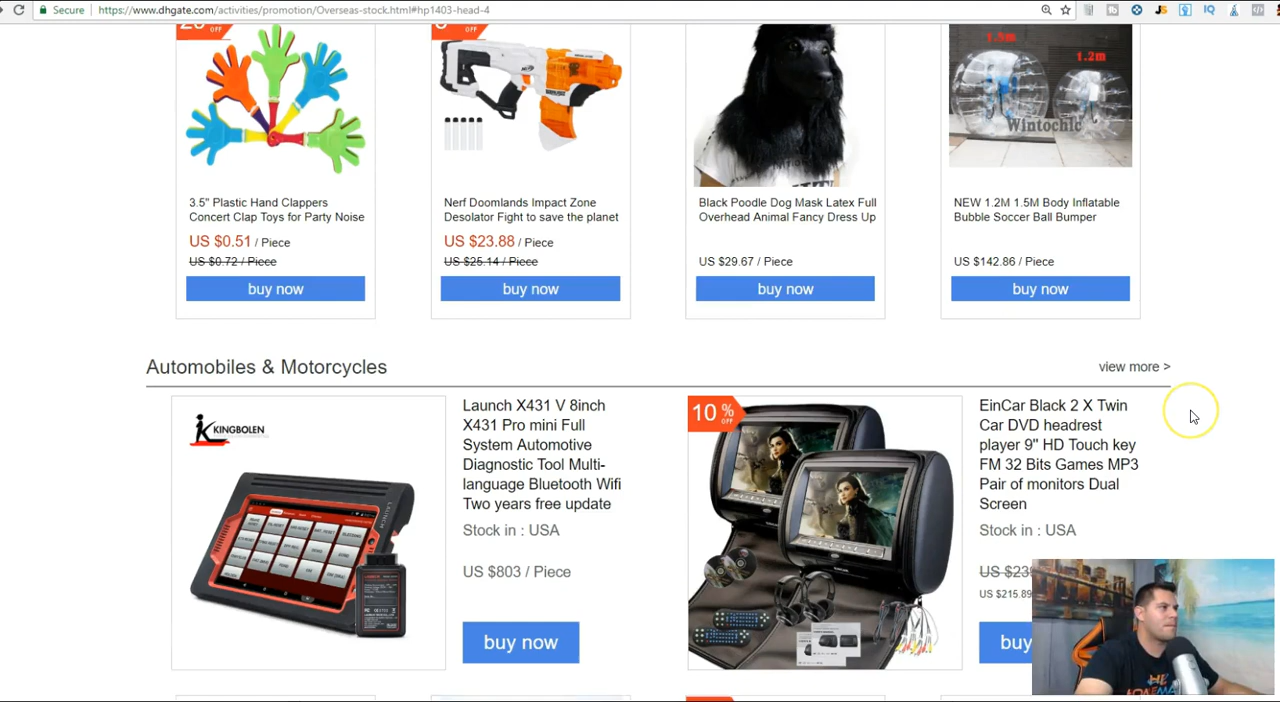 Secure
https://www.dhgate.com/activities/promotion/Overseas-stock.html#hp1403-head-4
JS
IQ
OFF
OFF
1.5m
1.2m
Wintochic
3.5" Plastic Hand Clappers
Concert Clap Toys for Party Noise
US $0.51 / Piece
US $0.72 / Piece
buy now
Nerf Doomlands Impact Zone
Desolator Fight to save the planet
US $23.88 / Piece
US $25.14 / Piece
buy now
Black Poodle Dog Mask Latex Full
Overhead Animal Fancy Dress Up
US $29.67 / Piece
buy now
NEW 1.2M 1.5M Body Inflatable
Bubble Soccer Ball Bumper
US $142.86 / Piece
buy now
Automobiles & Motorcycles
view more >
KINGBOLEN
LAUNCH
Launch X431 V 8inch
X431 Pro mini Full
System Automotive
Diagnostic Tool Multi-
language Bluetooth Wifi
Two years free update
Stock in : USA
US $803 / Piece
buy now
10 % OFF
EinCar Black 2 X Twin
Car DVD headrest
player 9" HD Touch key
FM 32 Bits Games MP3
Pair of monitors Dual
Screen
Stock in : USA
US $23
US $215.89
bu